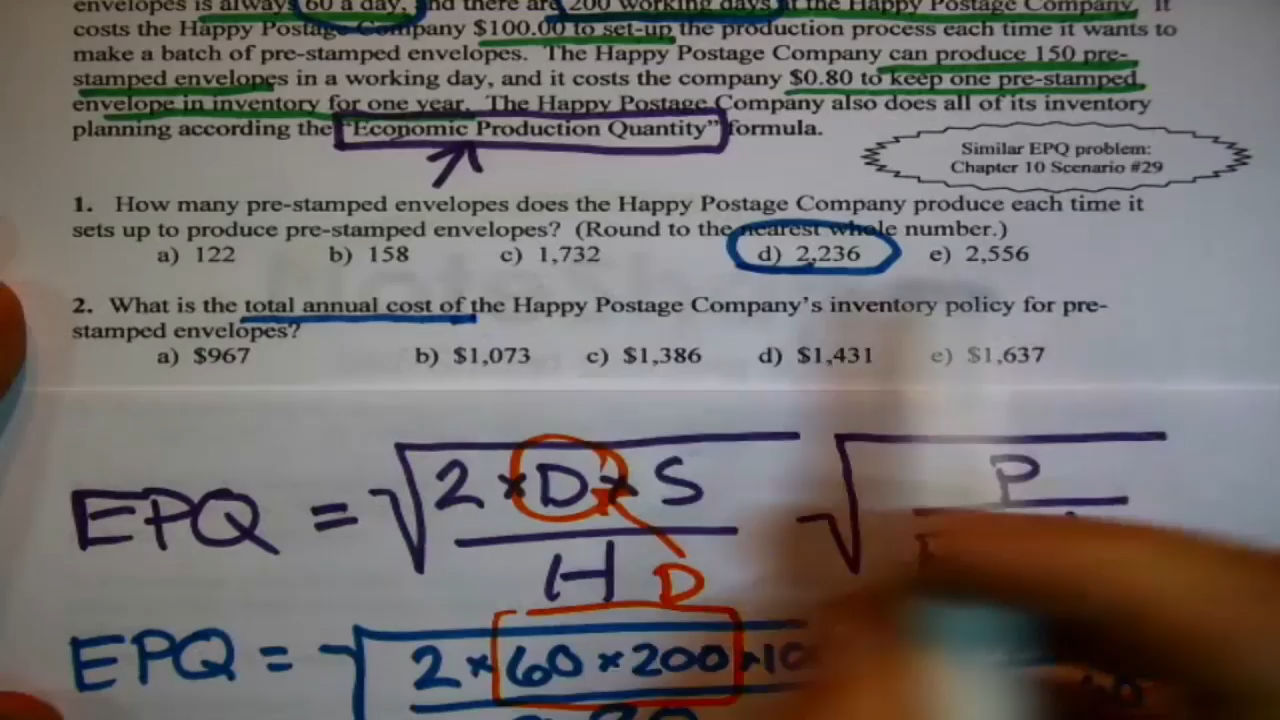 envelopes is always 60 a day, and there are 200 working days at the Happy Postage Company. It
costs the Happy Postage Company $100.00 to set-up the production process each time it wants to
make a batch of pre-stamped envelopes. The Happy Postage Company can produce 150 pre-
stamped envelopes in a working day, and it costs the company $0.80 to keep one pre-stamped
envelope in inventory for one year. The Happy Postage Company also does all of its inventory
planning according the "Economic Production Quantity" formula.
Similar EPQ problem:
Chapter 10 Scenario #29
1. How many pre-stamped envelopes does the Happy Postage Company produce each time it
sets up to produce pre-stamped envelopes? (Round to the nearest whole number.)
a) 122 b) 158 c) 1,732 d) 2,236 e) 2,556
2. What is the total annual cost of the Happy Postage Company's inventory policy for pre-
stamped envelopes?
a) $967 b) $1,073 c) $1,386 d) $1,431 e) $1,637
EPQ = √ 2 × D × S √ P
H D
EPQ = √ 2 × 60 × 200 × 10